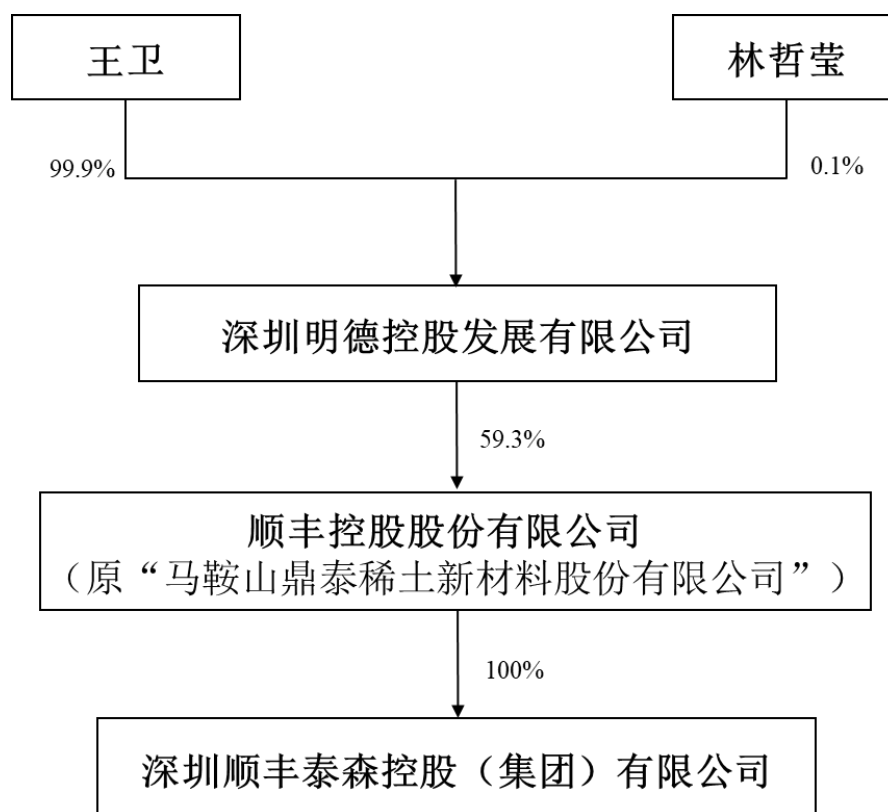 王卫
林哲莹
99.9%
0.1%
深圳明德控股发展有限公司
59.3%
顺丰控股股份有限公司
（原“马鞍山鼎泰稀土新材料股份有限公司”）
100%
深圳顺丰泰森控股（集团）有限公司